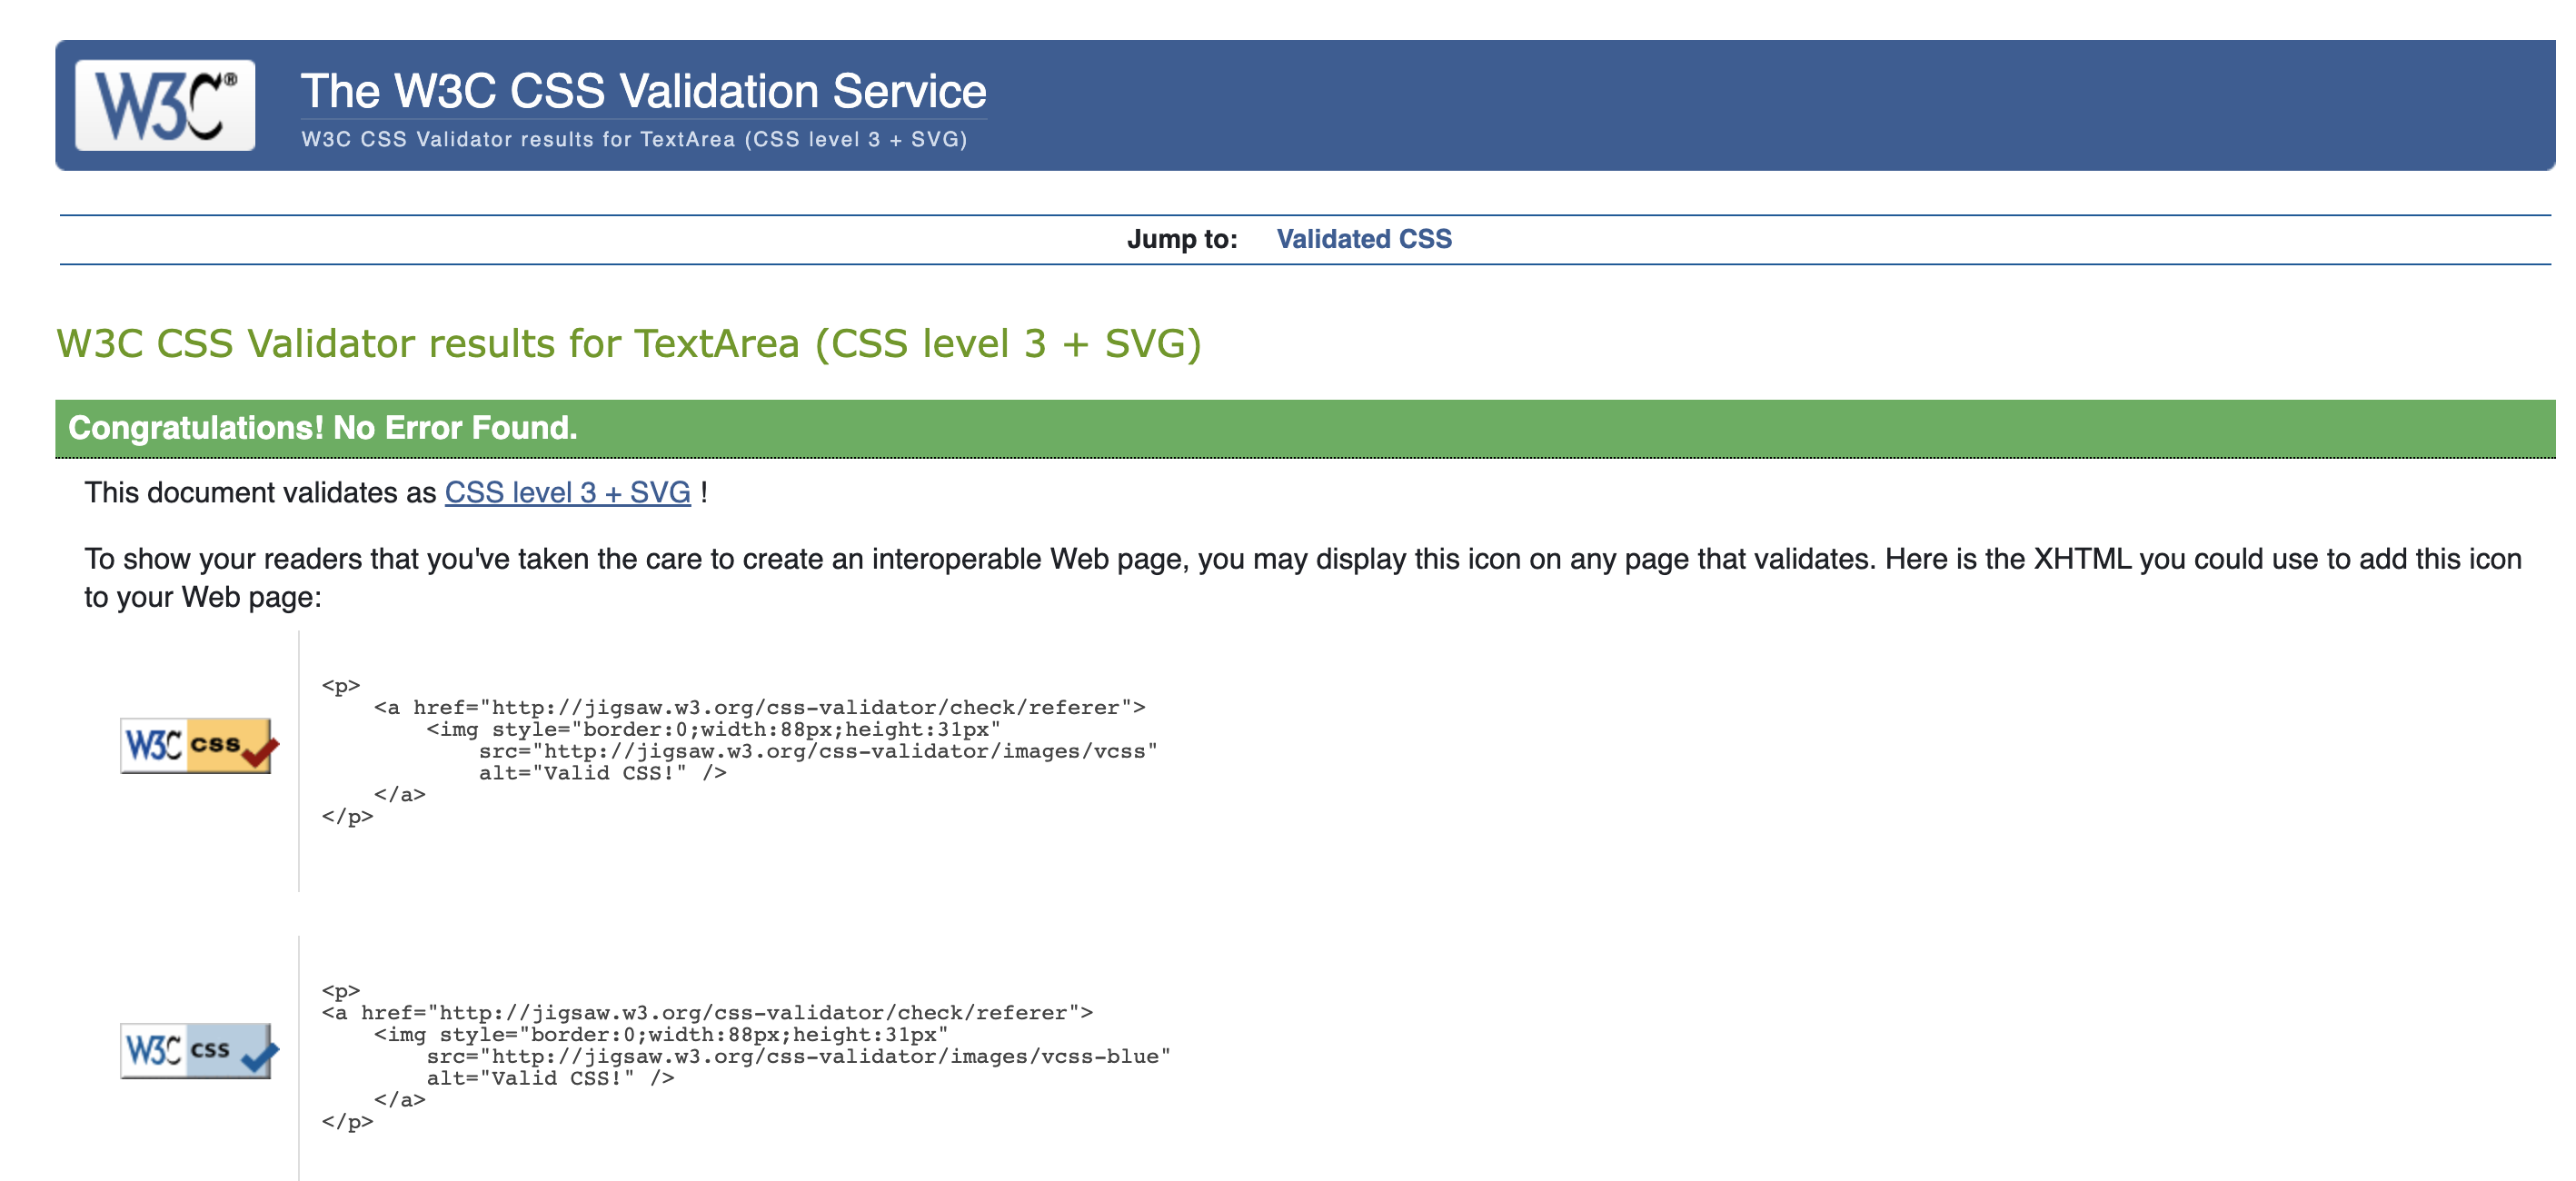 W3C®
The W3C CSS Validation Service
W3C CSS Validator results for TextArea (CSS level 3 + SVG)
Jump to: Validated CSS
W3C CSS Validator results for TextArea (CSS level 3 + SVG)
Congratulations! No Error Found.
This document validates as CSS level 3 + SVG !
To show your readers that you've taken the care to create an interoperable Web page, you may display this icon on any page that validates. Here is the XHTML you could use to add this icon
to your Web page:
<p>
    <a href="http://jigsaw.w3.org/css-validator/check/referer">
        <img style="border:0;width:88px;height:31px"
            src="http://jigsaw.w3.org/css-validator/images/vcss"
            alt="Valid CSS!" />
    </a>
</p>
W3C css
<p>
<a href="http://jigsaw.w3.org/css-validator/check/referer">
    <img style="border:0;width:88px;height:31px"
        src="http://jigsaw.w3.org/css-validator/images/vcss-blue"
        alt="Valid CSS!" />
    </a>
</p>
W3C css